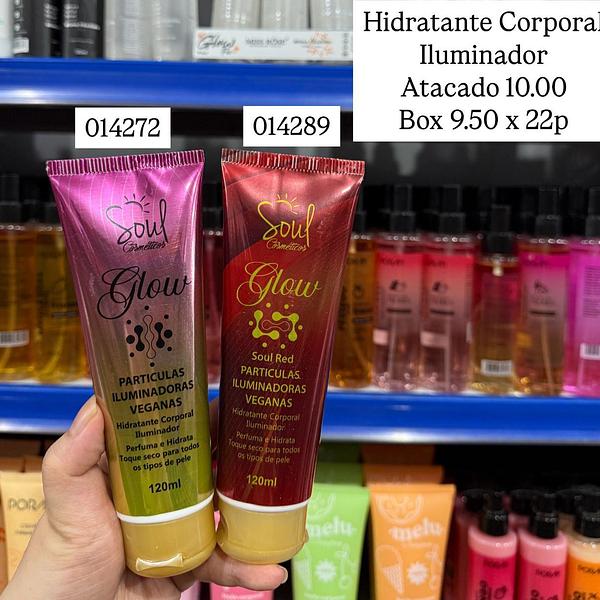 Hidratante Corporal
Iluminador
Atacado 10.00
Box 9.50 x 22p
014272
014289
Soul
Cosméticos
Glow
PARTICULAS
ILUMINADORAS
VEGANAS
Hidratante Corporal
Iluminador
Perfuma e Hidrata
Toque seco para todos
os tipos de pele
120ml
Soul
Cosméticos
Glow
Soul Red
PARTICULAS
ILUMINADORAS
VEGANAS
Hidratante Corporal
Iluminador
Perfuma e Hidrata
Toque seco para todos
os tipos de pele
120ml
melu
melu